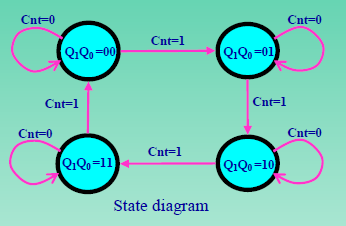 Cnt=0
Cnt=0
Q₁Q₀ =00
Cnt=1
Q₁Q₀ =01
Cnt=1
Cnt=1
Cnt=0
Cnt=0
Q₁Q₀ =11
Cnt=1
Q₁Q₀ =10
State diagram